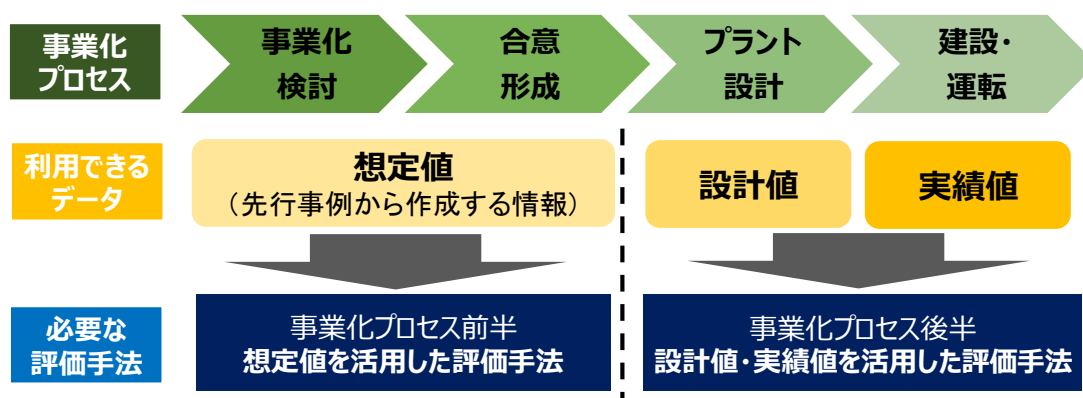 事業化
プロセス
事業化
検討
合意
形成
プラント
設計
建設・
運転
利用できる
データ
想定値
（先行事例から作成する情報）
設計値
実績値
必要な
評価手法
事業化プロセス前半
想定値を活用した評価手法
事業化プロセス後半
設計値・実績値を活用した評価手法